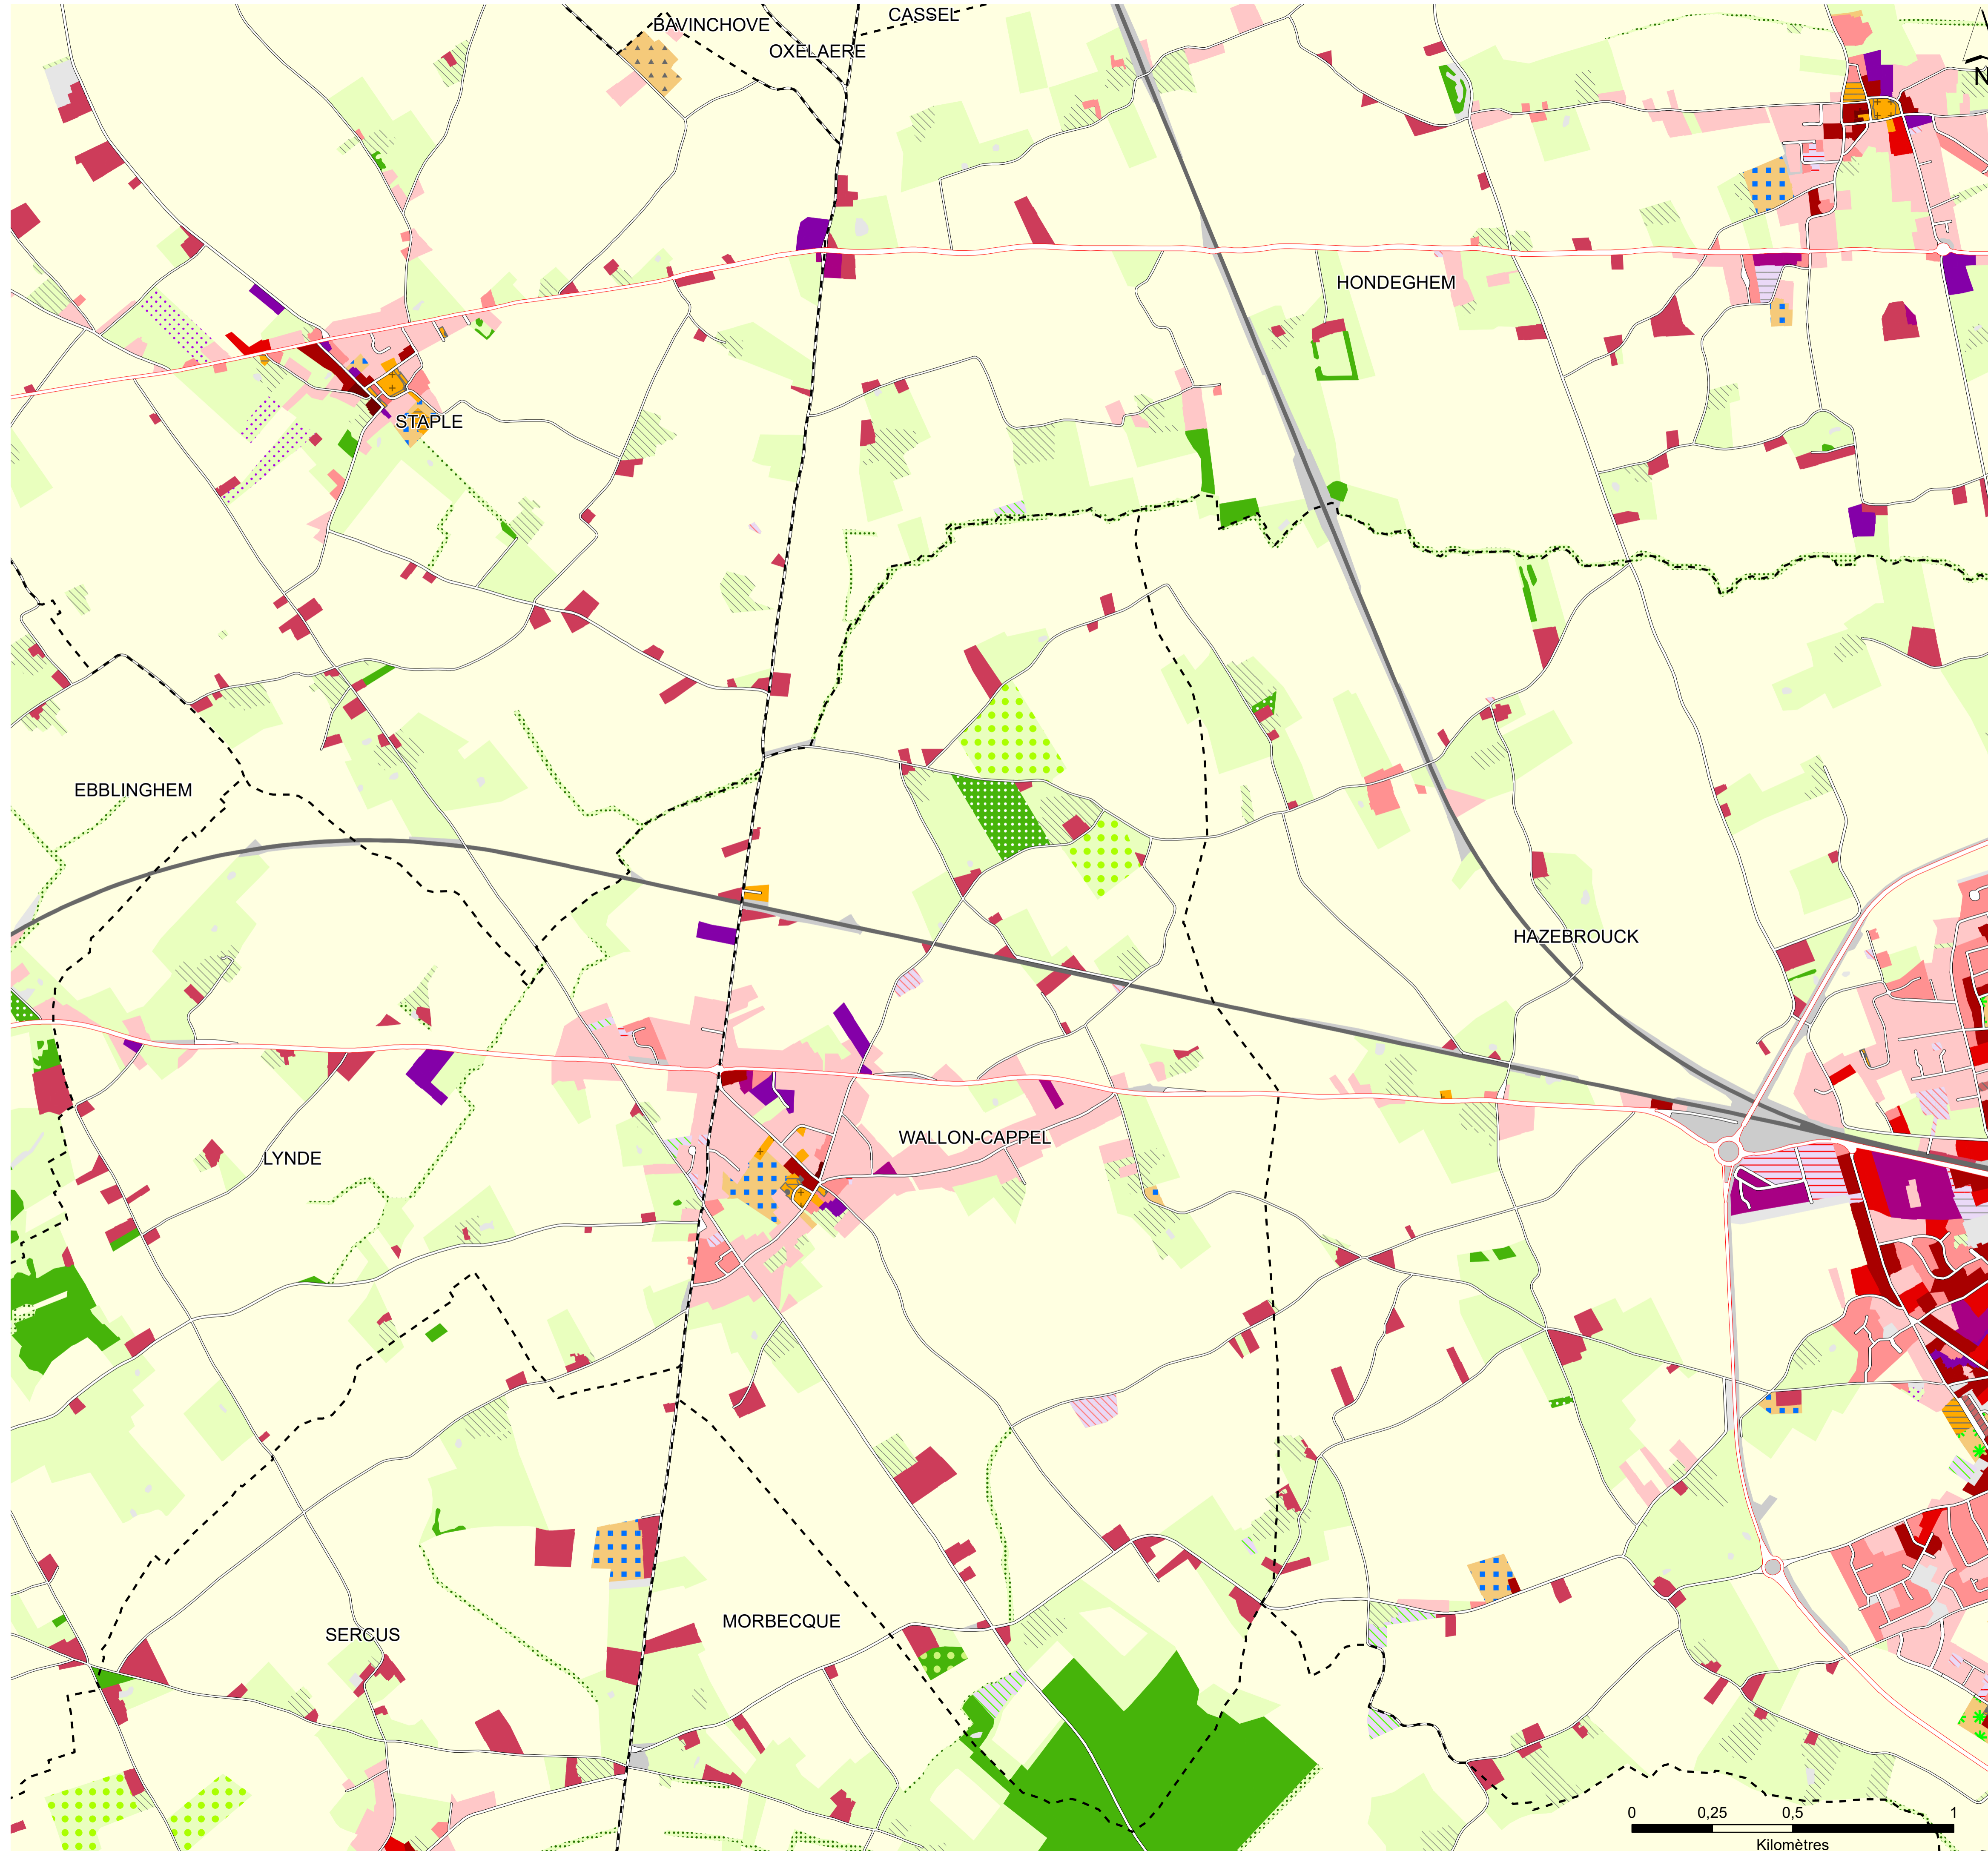 CASSEL
BAVINCHOVE
OXELAERE
N
HONDEGHEM
STAPLE
EBBLINGHEM
HAZEBROUCK
WALLON-CAPPEL
LYNDE
MORBECQUE
SERCUS
0 0,25 0,5 1
Kilomètres